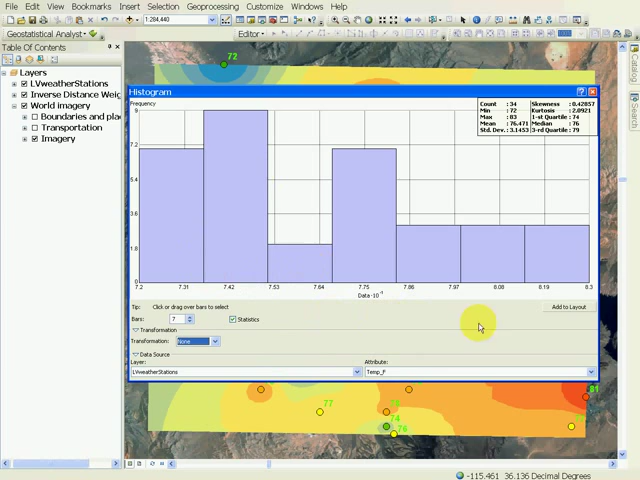 File Edit View Bookmarks Insert Selection Geoprocessing Customize Windows Help
1:284,440
Geostatistical Analyst Editor
Table Of Contents
Layers
LVweatherStations
Inverse Distance Weig
World imagery
Boundaries and pla
Transportation
Imagery
72
Histogram
Frequency
9
7.2
5.4
3.6
1.8
0
7.2 7.31 7.42 7.53 7.64 7.75 7.86 7.97 8.08 8.19 8.3
Data·10⁻¹
Count : 34 Skewness : 0.42857
Min : 72 Kurtosis : 2.0921
Max : 83 1-st Quartile : 74
Mean : 76.471 Median : 76
Std. Dev. : 3.1453 3-rd Quartile : 79
Tip: Click or drag over bars to select
Add to Layout
Bars: 7 Statistics
Transformation
Transformation: None
Data Source
Layer: Attribute:
LVweatherStations Temp_F
81
77
74
76
Catalog
Search
-115.461 36.136 Decimal Degrees